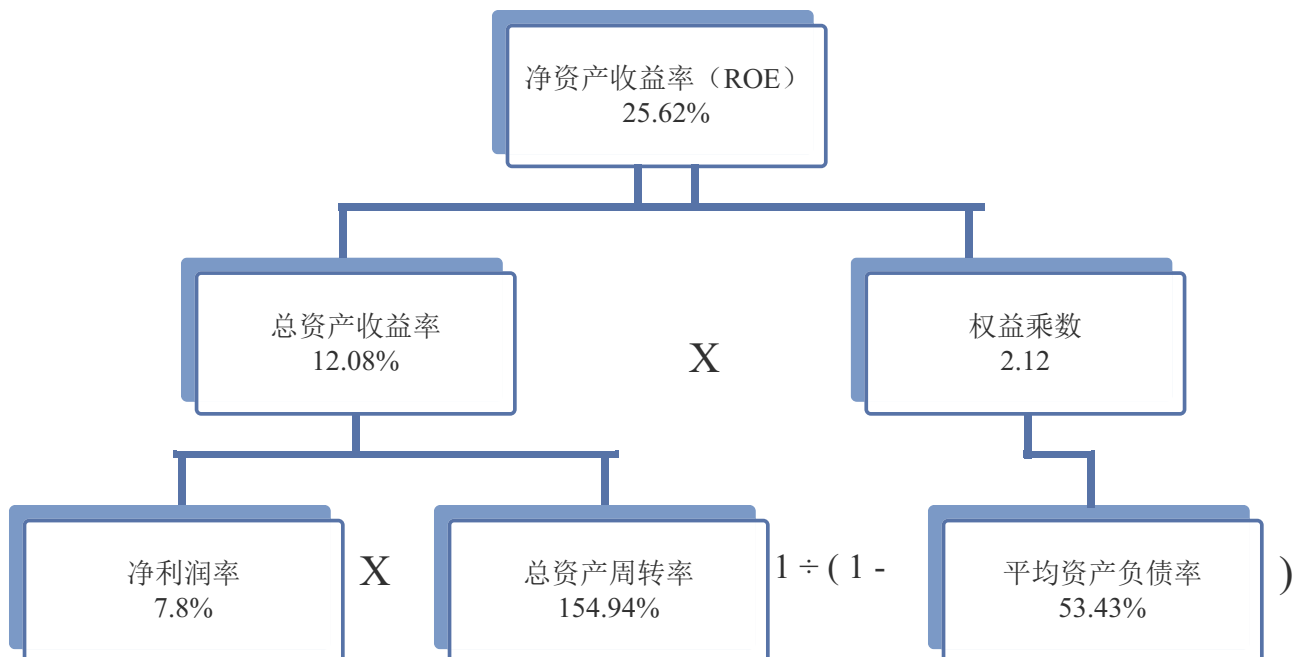 净资产收益率（ROE）
25.62%
总资产收益率
12.08%
X
权益乘数
2.12
净利润率
7.8%
X
总资产周转率
154.94%
1 ÷ ( 1 -
平均资产负债率
53.43%
)